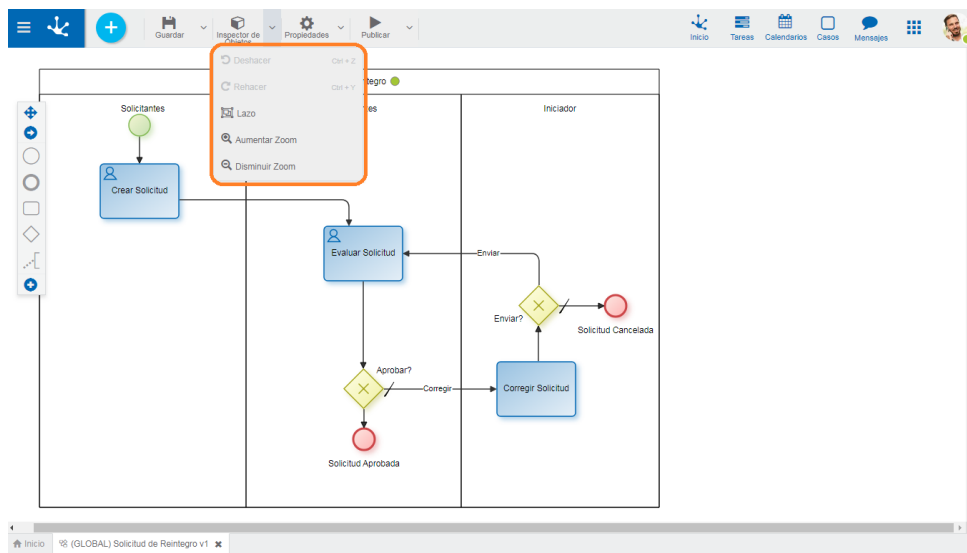 Guardar
Inspector de
Objetos
Propiedades
Publicar
Inicio
Tareas
Calendarios
Casos
Mensajes
Deshacer Ctrl + Z
Rehacer Ctrl + Y
Lazo
Aumentar Zoom
Disminuir Zoom
Solicitantes
Iniciador
Crear Solicitud
Evaluar Solicitud
Enviar
Enviar?
Solicitud Cancelada
Aprobar?
Corregir
Corregir Solicitud
Solicitud Aprobada
Inicio
(GLOBAL) Solicitud de Reintegro v1